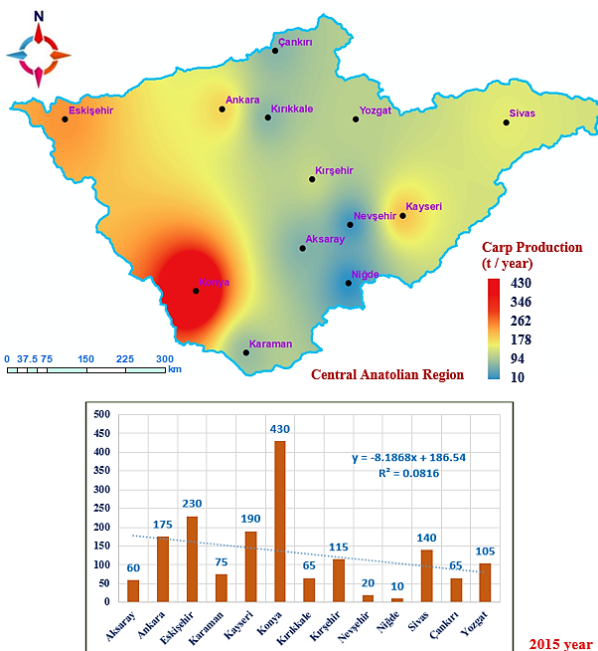 N
Çankırı
Eskişehir
Ankara
Kırıkkale
Yozgat
Sivas
Kırşehir
Kayseri
Nevşehir
Aksaray
Niğde
Konya
Karaman
Carp Production
(t / year)
430
346
262
178
94
10
0 37.5 75 150 225 300
km
Central Anatolian Region
500
450
400
350
300
250
200
150
100
50
0
y = -8.1868x + 186.54
R² = 0.0816
60 175 230 75 190 430 65 115 20 10 140 65 105
Aksaray Ankara Eskişehir Karaman Kayseri Konya Kırıkkale Kırşehir Nevşehir Niğde Sivas Çankırı Yozgat
2015 year